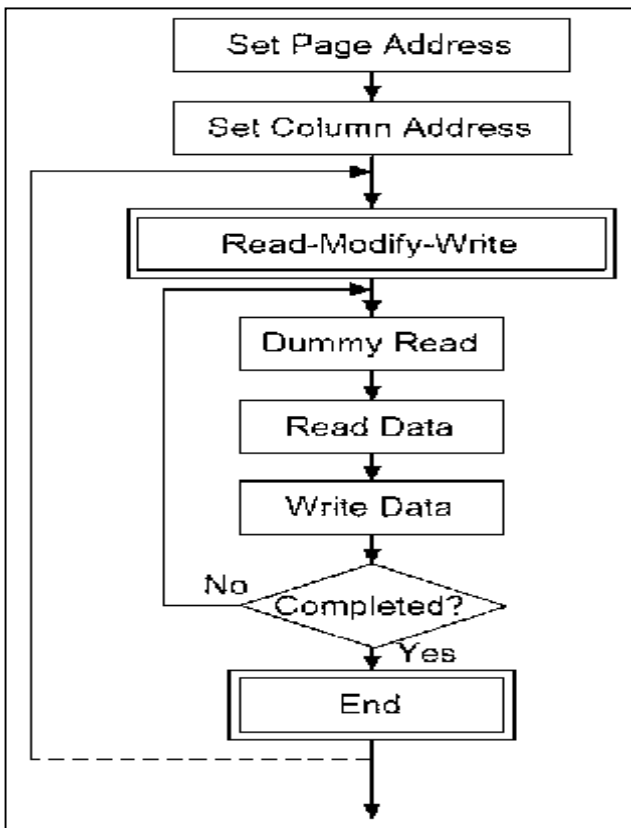 Set Page Address
Set Column Address
Read-Modify-Write
Dummy Read
Read Data
Write Data
No
Completed?
Yes
End